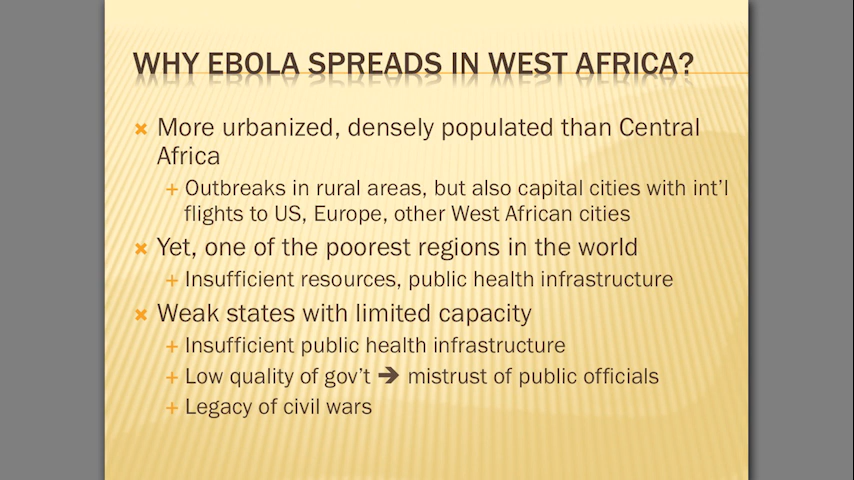 WHY EBOLA SPREADS IN WEST AFRICA?
More urbanized, densely populated than Central
Africa
Outbreaks in rural areas, but also capital cities with int'l
flights to US, Europe, other West African cities
Yet, one of the poorest regions in the world
Insufficient resources, public health infrastructure
Weak states with limited capacity
Insufficient public health infrastructure
Low quality of gov't ➔ mistrust of public officials
Legacy of civil wars